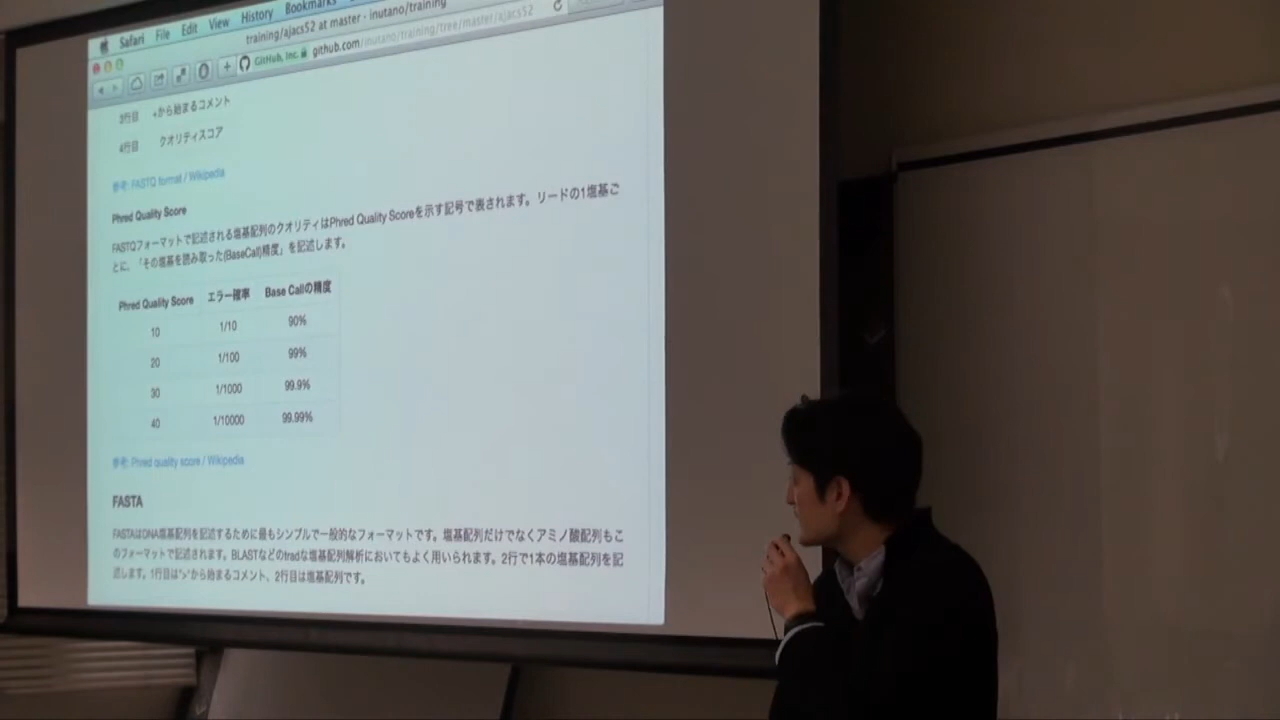 Safari File Edit View History Bookmarks
training/ajacs52 at master · inutano/training
GitHub, Inc. github.com/inutano/training/tree/master/ajacs52
3行目 +から始まるコメント
4行目 クオリティスコア
参考: FASTQ format / Wikipedia
Phred Quality Score
FASTQフォーマットで記述される塩基配列のクオリティはPhred Quality Scoreを示す記号で表されます。リードの1塩基ご
とに、「その塩基を読み取った(BaseCall)精度」を記述します。
Phred Quality Score エラー確率 Base Callの精度
10 1/10 90%
20 1/100 99%
30 1/1000 99.9%
40 1/10000 99.99%
参考: Phred quality score / Wikipedia
FASTA
FASTAはDNA塩基配列を記述するために最もシンプルで一般的なフォーマットです。塩基配列だけでなくアミノ酸配列もこ
のフォーマットで記述されます。BLASTなどのtradな塩基配列解析においてもよく用いられます。2行で1本の塩基配列を記
述します。1行目は">"から始まるコメント、2行目は塩基配列です。